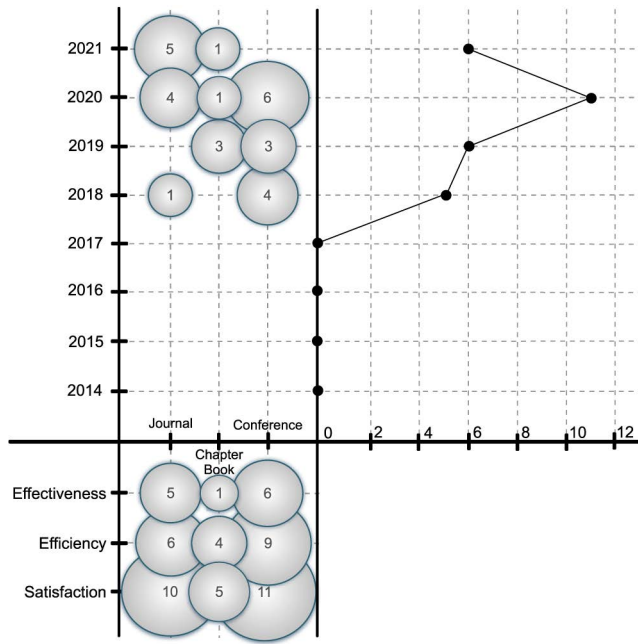 2021
5 1
2020
4 1 6
2019
3 3
2018
1 4
2017
2016
2015
2014
Journal
Conference
Chapter
Book
0 2 4 6 8 10 12
Effectiveness
5 1 6
Efficiency
6 4 9
Satisfaction
10 5 11